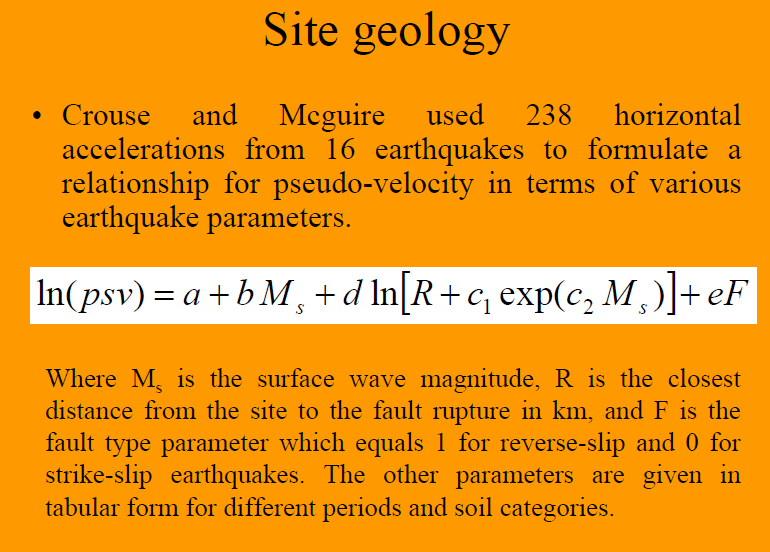 Site geology
• Crouse and Mcguire used 238 horizontal
accelerations from 16 earthquakes to formulate a
relationship for pseudo-velocity in terms of various
earthquake parameters.
ln(psv) = a + b M_s + d ln[R + c_1 exp(c_2 M_s)] + eF
Where M_s is the surface wave magnitude, R is the closest
distance from the site to the fault rupture in km, and F is the
fault type parameter which equals 1 for reverse-slip and 0 for
strike-slip earthquakes. The other parameters are given in
tabular form for different periods and soil categories.